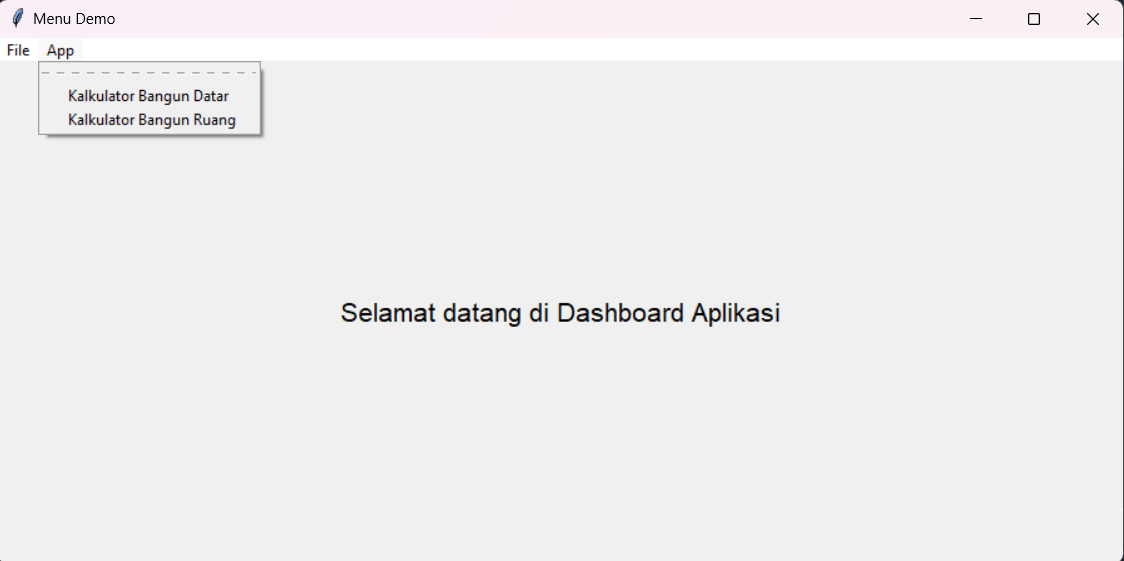 Menu Demo
File App
Kalkulator Bangun Datar
Kalkulator Bangun Ruang
Selamat datang di Dashboard Aplikasi